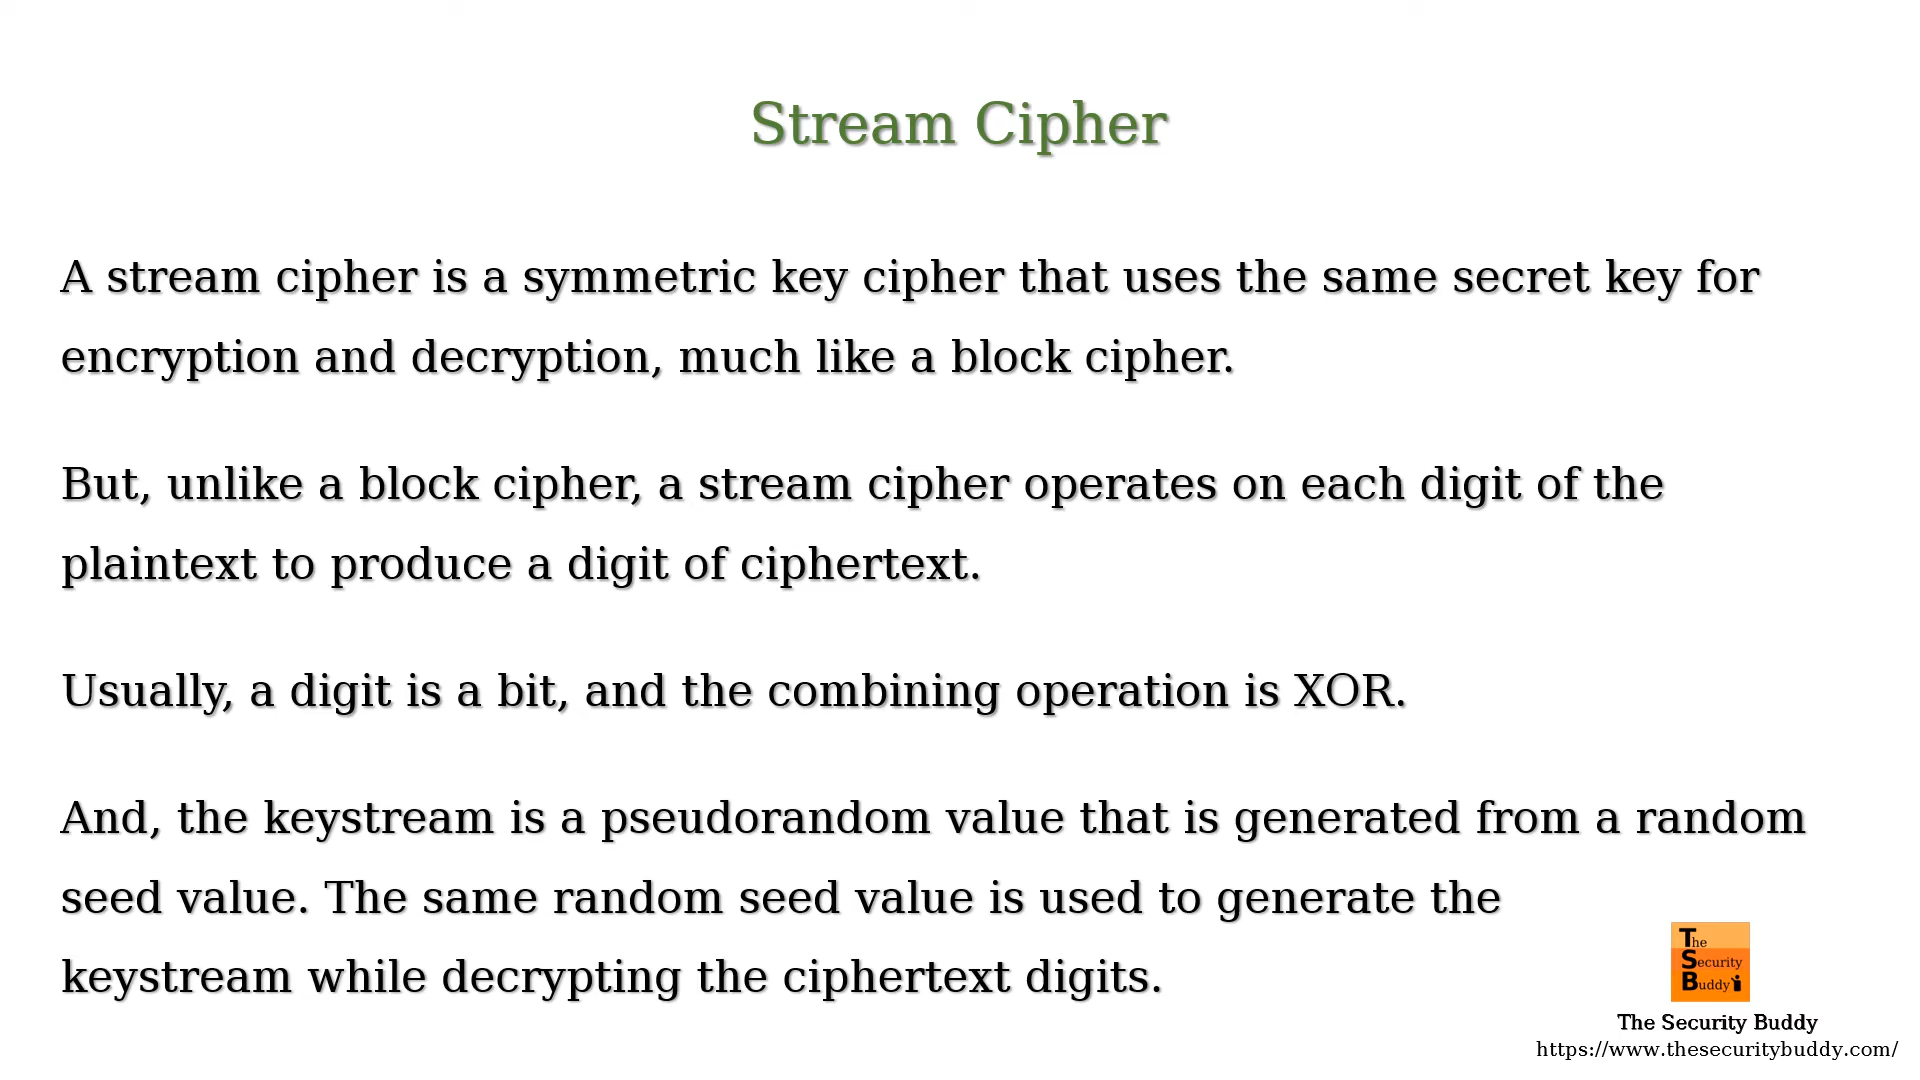 Stream Cipher
A stream cipher is a symmetric key cipher that uses the same secret key for
encryption and decryption, much like a block cipher.
But, unlike a block cipher, a stream cipher operates on each digit of the
plaintext to produce a digit of ciphertext.
Usually, a digit is a bit, and the combining operation is XOR.
And, the keystream is a pseudorandom value that is generated from a random
seed value. The same random seed value is used to generate the
keystream while decrypting the ciphertext digits.
The
Security
Buddy
The Security Buddy
https://www.thesecuritybuddy.com/